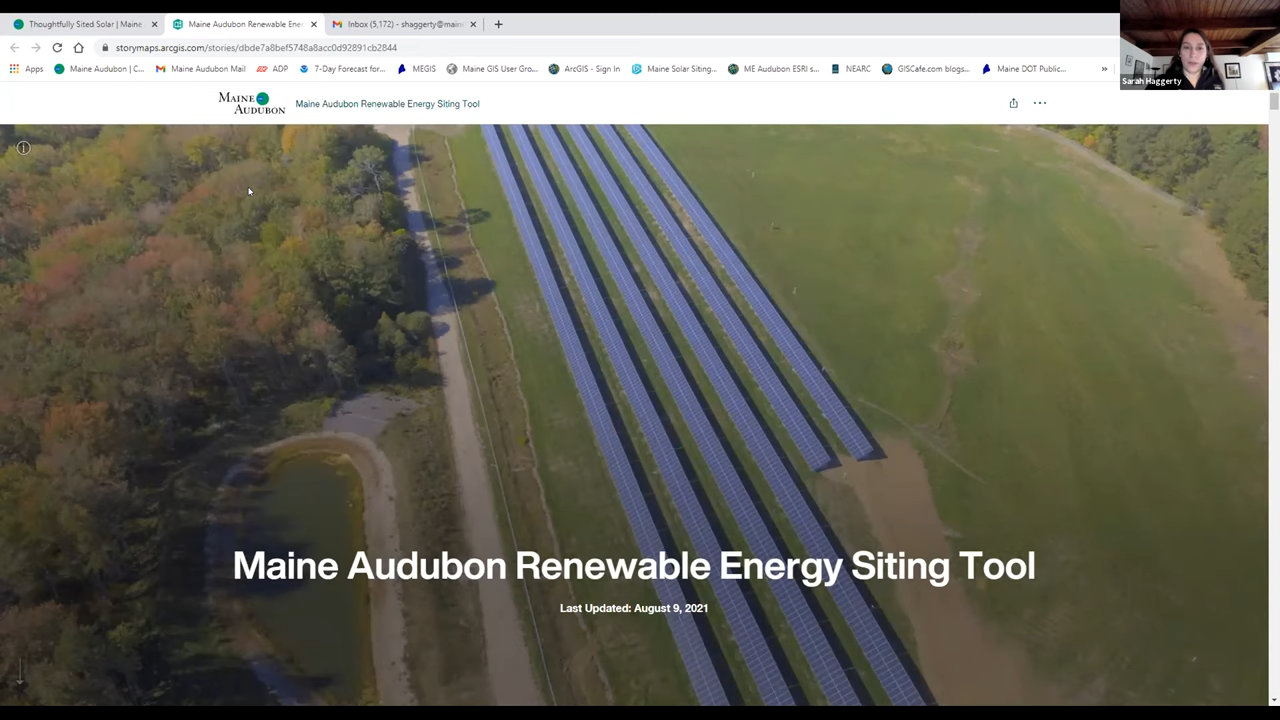 Thoughtfully Sited Solar | Maine
Maine Audubon Renewable Ener
Inbox (5,172) - shaggerty@main
storymaps.arcgis.com/stories/dbde7a8bef5748a8acc0d92891cb2844
Apps
Maine Audubon | C...
Maine Audubon Mail
ADP
7-Day Forecast for...
MEGIS
Maine GIS User Gro...
ArcGIS - Sign In
Maine Solar Siting...
ME Audubon ESRI s...
NEARC
GISCafe.com blogs...
Maine DOT Public...
»
Sarah Haggerty
MAINE AUDUBON
Maine Audubon Renewable Energy Siting Tool
Maine Audubon Renewable Energy Siting Tool
Last Updated: August 9, 2021